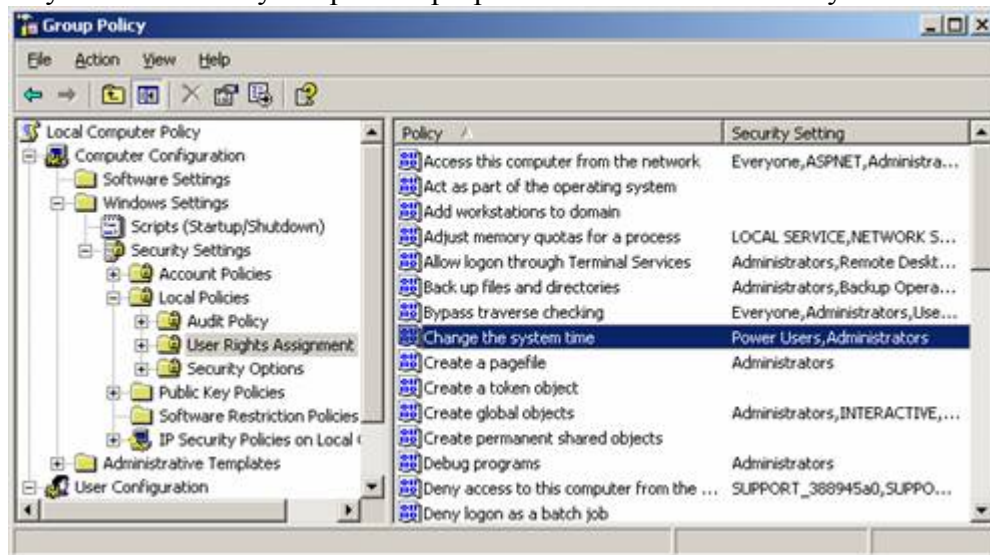 Group Policy
File Action View Help
Local Computer Policy
Computer Configuration
Software Settings
Windows Settings
Scripts (Startup/Shutdown)
Security Settings
Account Policies
Local Policies
Audit Policy
User Rights Assignment
Security Options
Public Key Policies
Software Restriction Policies
IP Security Policies on Local
Administrative Templates
User Configuration
Policy Security Setting
Access this computer from the network Everyone,ASPNET,Administra...
Act as part of the operating system
Add workstations to domain
Adjust memory quotas for a process LOCAL SERVICE,NETWORK S...
Allow logon through Terminal Services Administrators,Remote Deskt...
Back up files and directories Administrators,Backup Opera...
Bypass traverse checking Everyone,Administrators,Use...
Change the system time Power Users,Administrators
Create a pagefile Administrators
Create a token object
Create global objects Administrators,INTERACTIVE,...
Create permanent shared objects
Debug programs Administrators
Deny access to this computer from the ... SUPPORT_388945a0,SUPPO...
Deny logon as a batch job